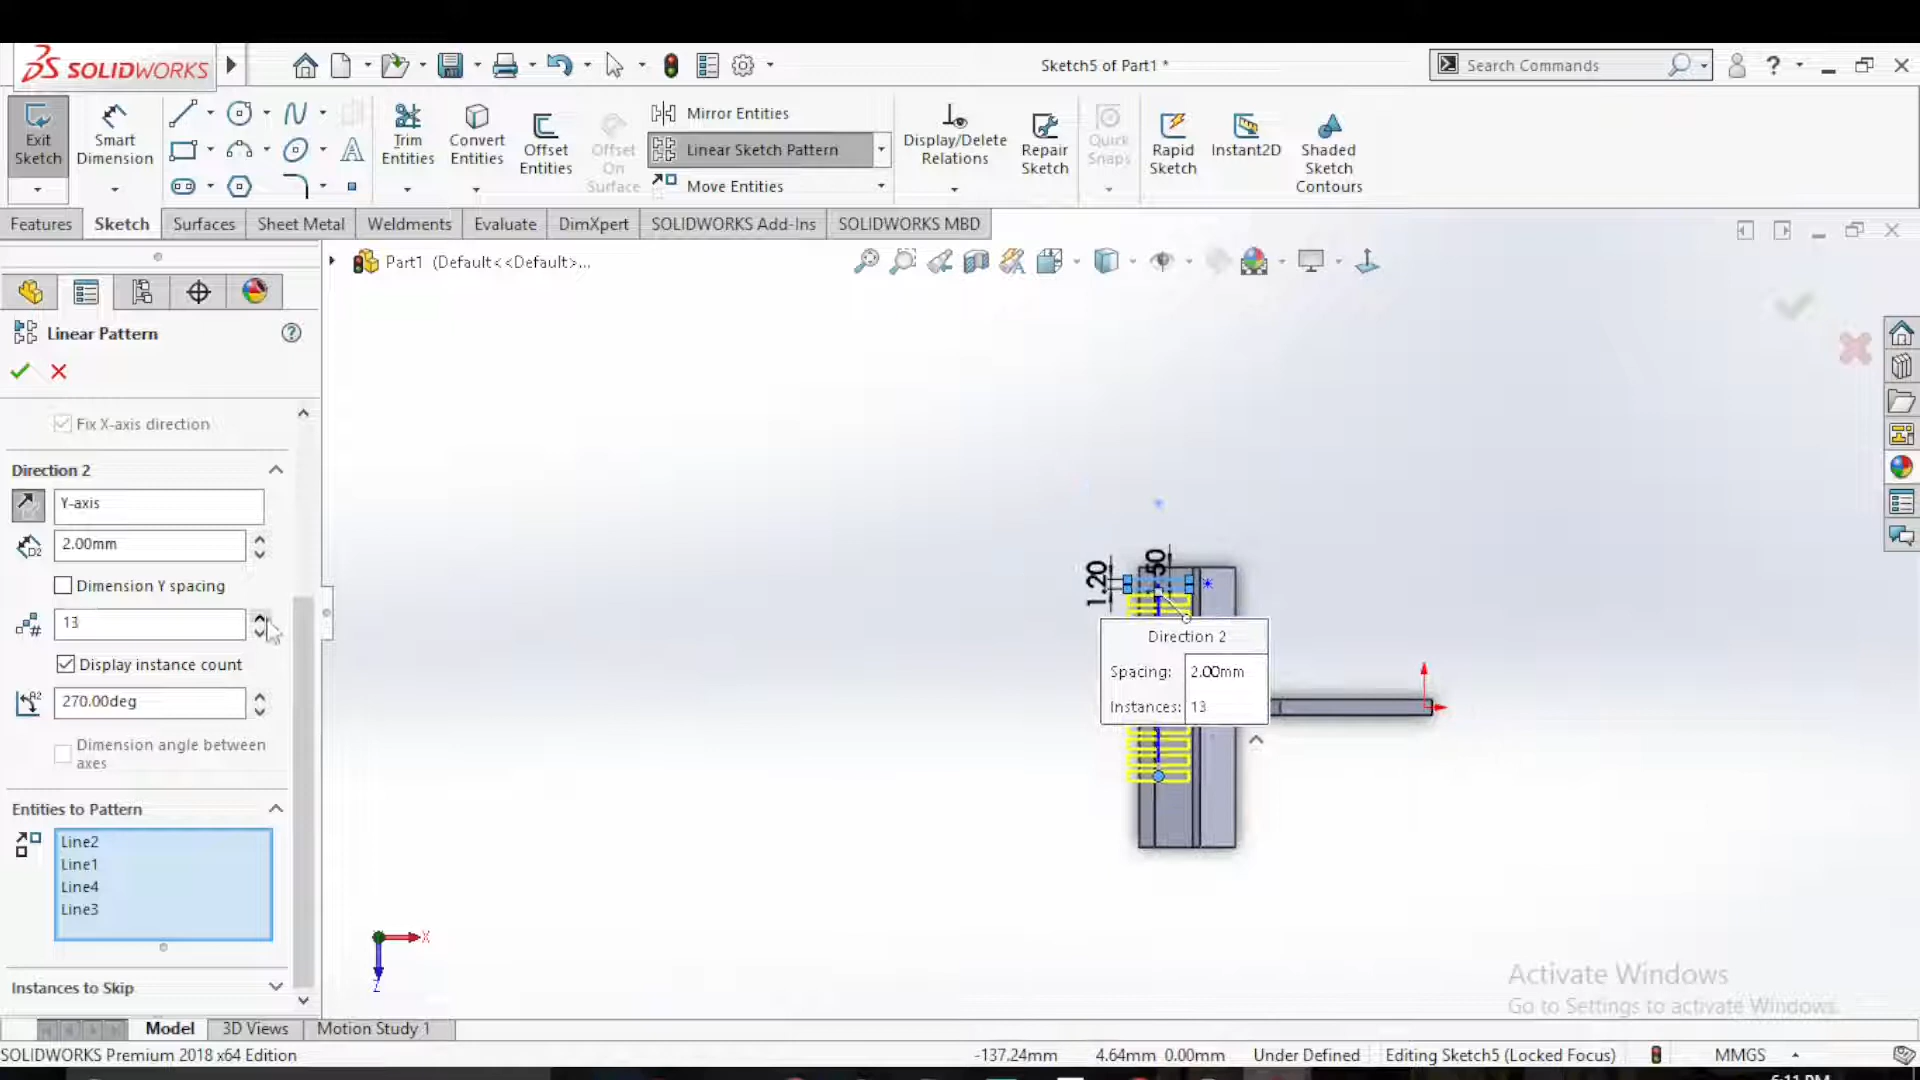 SOLIDWORKS
Sketch5 of Part1 *
Search Commands
Exit Sketch
Smart Dimension
Trim Entities
Convert Entities
Offset Entities
Offset On Surface
Mirror Entities
Linear Sketch Pattern
Move Entities
Display/Delete Relations
Repair Sketch
Quick Snaps
Rapid Sketch
Instant2D
Shaded Sketch Contours
Features
Sketch
Surfaces
Sheet Metal
Weldments
Evaluate
DimXpert
SOLIDWORKS Add-Ins
SOLIDWORKS MBD
Part1 (Default<<Default>...
Linear Pattern
Fix X-axis direction
Direction 2
Y-axis
D2
2.00mm
Dimension Y spacing
#
13
Display instance count
270.00deg
Dimension angle between
axes
Entities to Pattern
Line2
Line1
Line4
Line3
Instances to Skip
1.20
.50
Direction 2
Spacing: 2.00mm
Instances: 13
X
Z
Activate Windows
Go to Settings to activate Windows.
Model
3D Views
Motion Study 1
SOLIDWORKS Premium 2018 x64 Edition
-137.24mm
4.64mm 0.00mm
Under Defined
Editing Sketch5 (Locked Focus)
MMGS